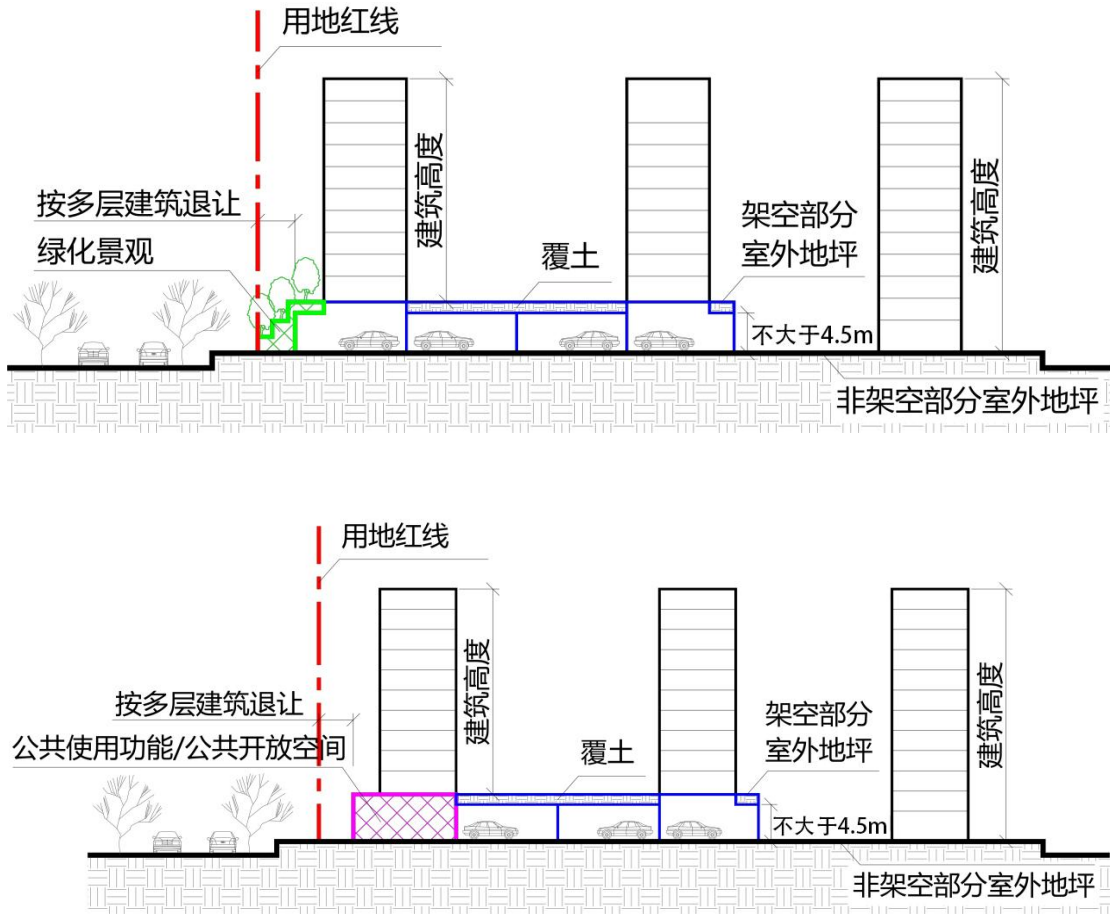 用地红线
建筑高度
建筑高度
按多层建筑退让
绿化景观
架空部分
室外地坪
覆土
不大于4.5m
非架空部分室外地坪
用地红线
建筑高度
建筑高度
按多层建筑退让
公共使用功能/公共开放空间
架空部分
室外地坪
覆土
不大于4.5m
非架空部分室外地坪